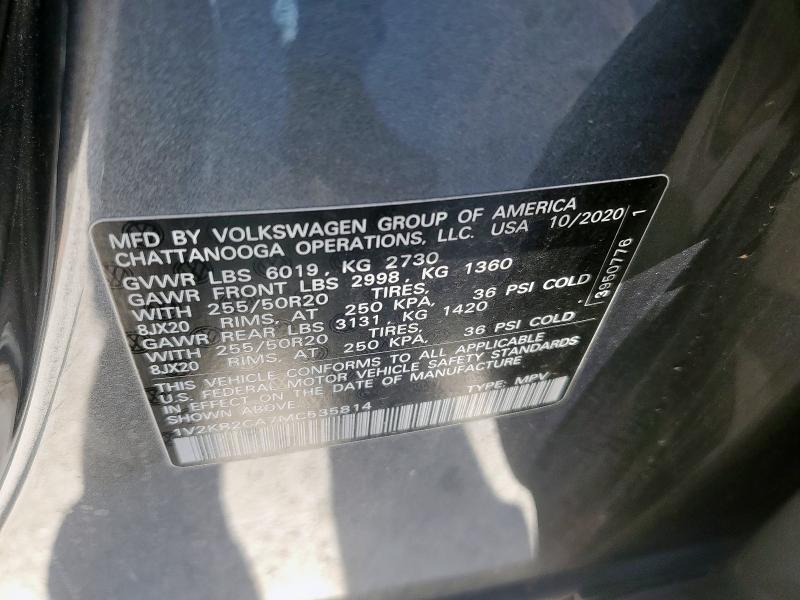 MFD BY VOLKSWAGEN GROUP OF AMERICA
CHATTANOOGA OPERATIONS, LLC. USA 10/2020
GVWR LBS 6019, KG 2730
GAWR FRONT LBS 2998, KG 1360
WITH 255/50R20 TIRES, 36 PSI COLD
8JX20 RIMS, AT 250 KPA,
GAWR REAR LBS 3131 KG 1420
WITH 255/50R20 TIRES, 36 PSI COLD
8JX20 RIMS, AT 250 KPA,
THIS VEHICLE CONFORMS TO ALL APPLICABLE
U.S. FEDERAL MOTOR VEHICLE SAFETY STANDARDS
IN EFFECT ON THE DATE OF MANUFACTURE
SHOWN ABOVE TYPE: MPV
1V2KR2CA7MC535814
3950776 1